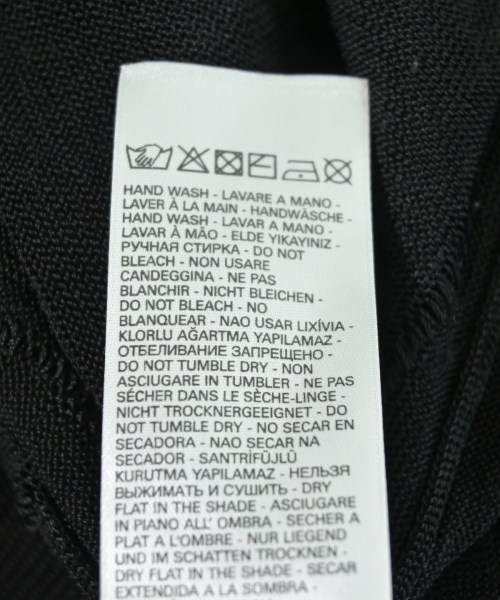 HAND WASH - LAVARE A MANO -
LAVER À LA MAIN - HANDWÄSCHE -
HAND WASH - LAVAR A MANO -
LAVAR À MÃO - ELDE YIKAYINIZ -
РУЧНАЯ СТИРКА - DO NOT
BLEACH - NON USARE
CANDEGGINA - NE PAS
BLANCHIR - NICHT BLEICHEN -
DO NOT BLEACH - NO
BLANQUEAR - NAO USAR LIXÍVIA -
KLORLU AĞARTMA YAPILAMAZ -
ОТБЕЛИВАНИЕ ЗАПРЕЩЕНО -
DO NOT TUMBLE DRY - NON
ASCIUGARE IN TUMBLER - NE PAS
SÉCHER DANS LE SÈCHE-LINGE -
NICHT TROCKNERGEEIGNET - DO
NOT TUMBLE DRY - NO SECAR EN
SECADORA - NAO SECAR NA
SECADOR - SANTRİFÜJLÜ
KURUTMA YAPILAMAZ - НЕЛЬЗЯ
ВЫЖИМАТЬ И СУШИТЬ - DRY
FLAT IN THE SHADE - ASCIUGARE
IN PIANO ALL' OMBRA - SECHER A
PLAT A L'OMBRE - NUR LIEGEND
UND IM SCHATTEN TROCKNEN -
DRY FLAT IN THE SHADE - SECAR
EXTENDIDA A LA SOMBRA -